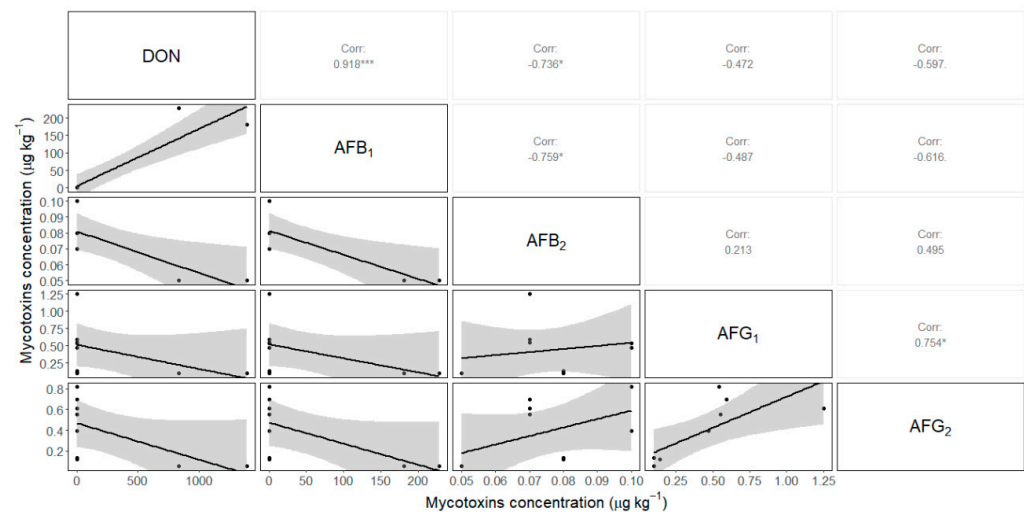 DON
Corr:
0.918***
Corr:
-0.736*
Corr:
-0.472
Corr:
-0.597.
Mycotoxins concentration (μg kg⁻¹)
200
150
100
50
0
AFB₁
Corr:
-0.759*
Corr:
-0.487
Corr:
-0.616.
0.10
0.09
0.08
0.07
0.06
0.05
AFB₂
Corr:
0.213
Corr:
0.495
1.25
1.00
0.75
0.50
0.25
AFG₁
Corr:
0.754*
0.8
0.6
0.4
0.2
AFG₂
0 500 1000 0 50 100 150 200 0.05 0.06 0.07 0.08 0.09 0.10 0.25 0.50 0.75 1.00 1.25
Mycotoxins concentration (μg kg⁻¹)